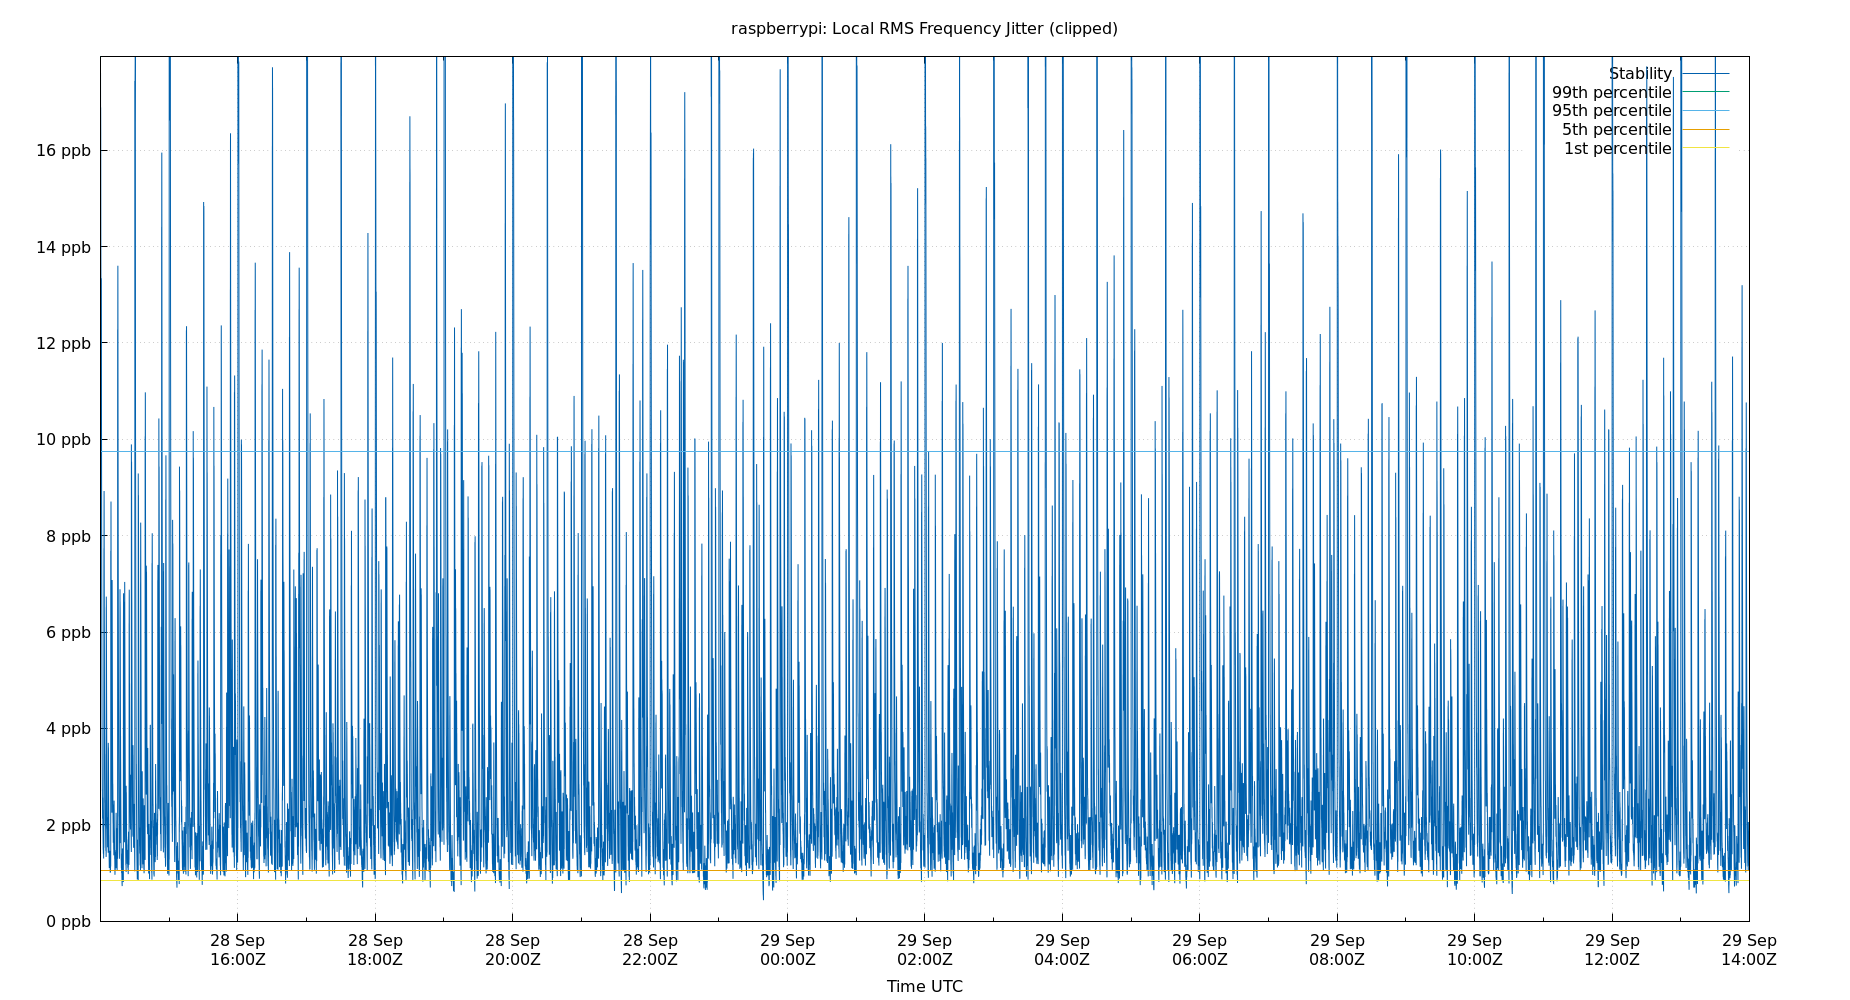 raspberrypi: Local RMS Frequency Jitter (clipped)
Stability
99th percentile
95th percentile
5th percentile
1st percentile
16 ppb
14 ppb
12 ppb
10 ppb
8 ppb
6 ppb
4 ppb
2 ppb
0 ppb
28 Sep 28 Sep 28 Sep 28 Sep 29 Sep 29 Sep 29 Sep 29 Sep 29 Sep 29 Sep 29 Sep 29 Sep
16:00Z 18:00Z 20:00Z 22:00Z 00:00Z 02:00Z 04:00Z 06:00Z 08:00Z 10:00Z 12:00Z 14:00Z
Time UTC